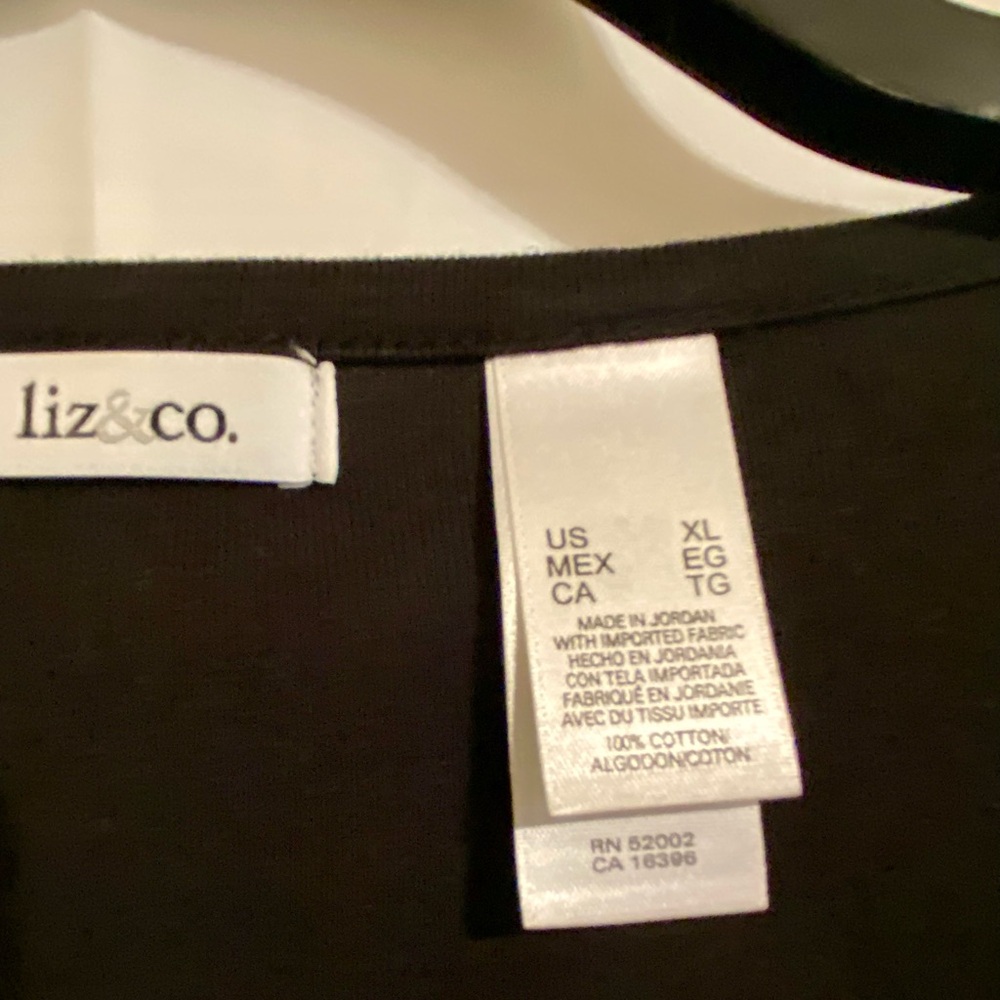 liz&co.
US XL
MEX EG
CA TG
MADE IN JORDAN
WITH IMPORTED FABRIC
HECHO EN JORDANIA
CON TELA IMPORTADA
FABRIQUÉ EN JORDANIE
AVEC DU TISSU IMPORTE
100% COTTON/
ALGODON/COTON
RN 52002
CA 16396